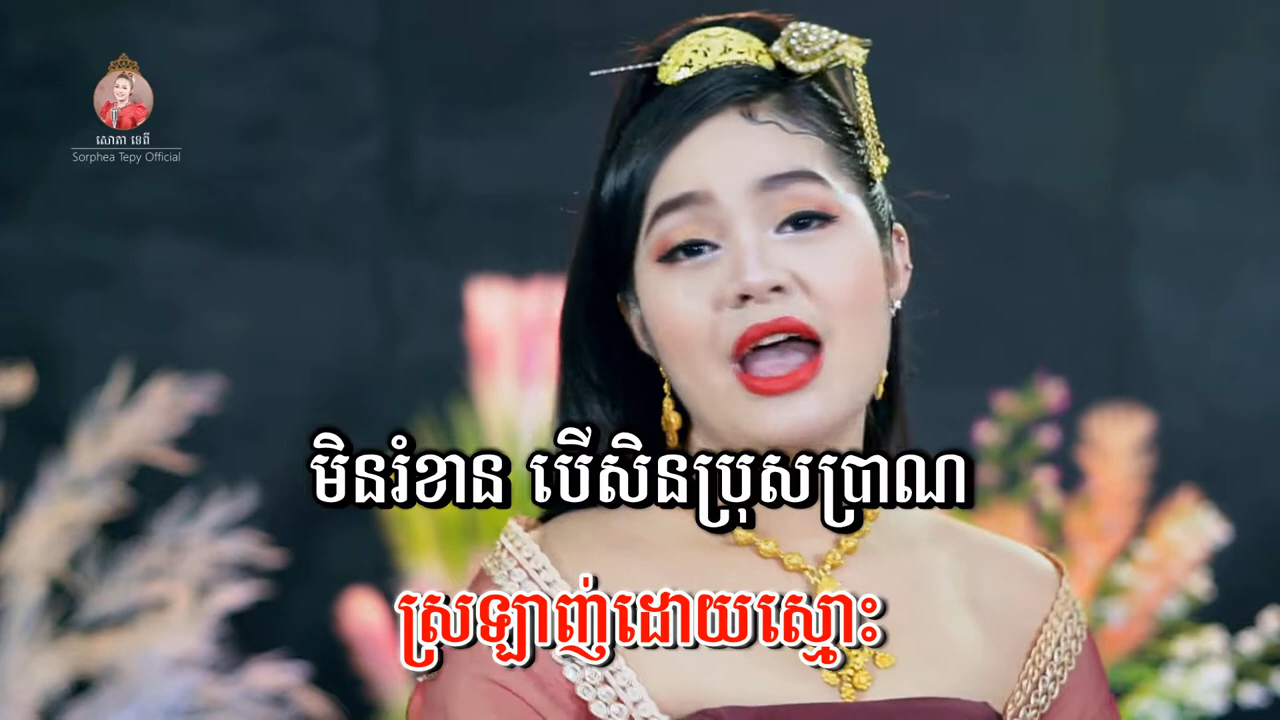 សោភា ទេពី
Sorphea Tepy Official
មិនរំខាន បើសិនប្រុសប្រាណ
ស្រឡាញ់ដោយស្មោះ